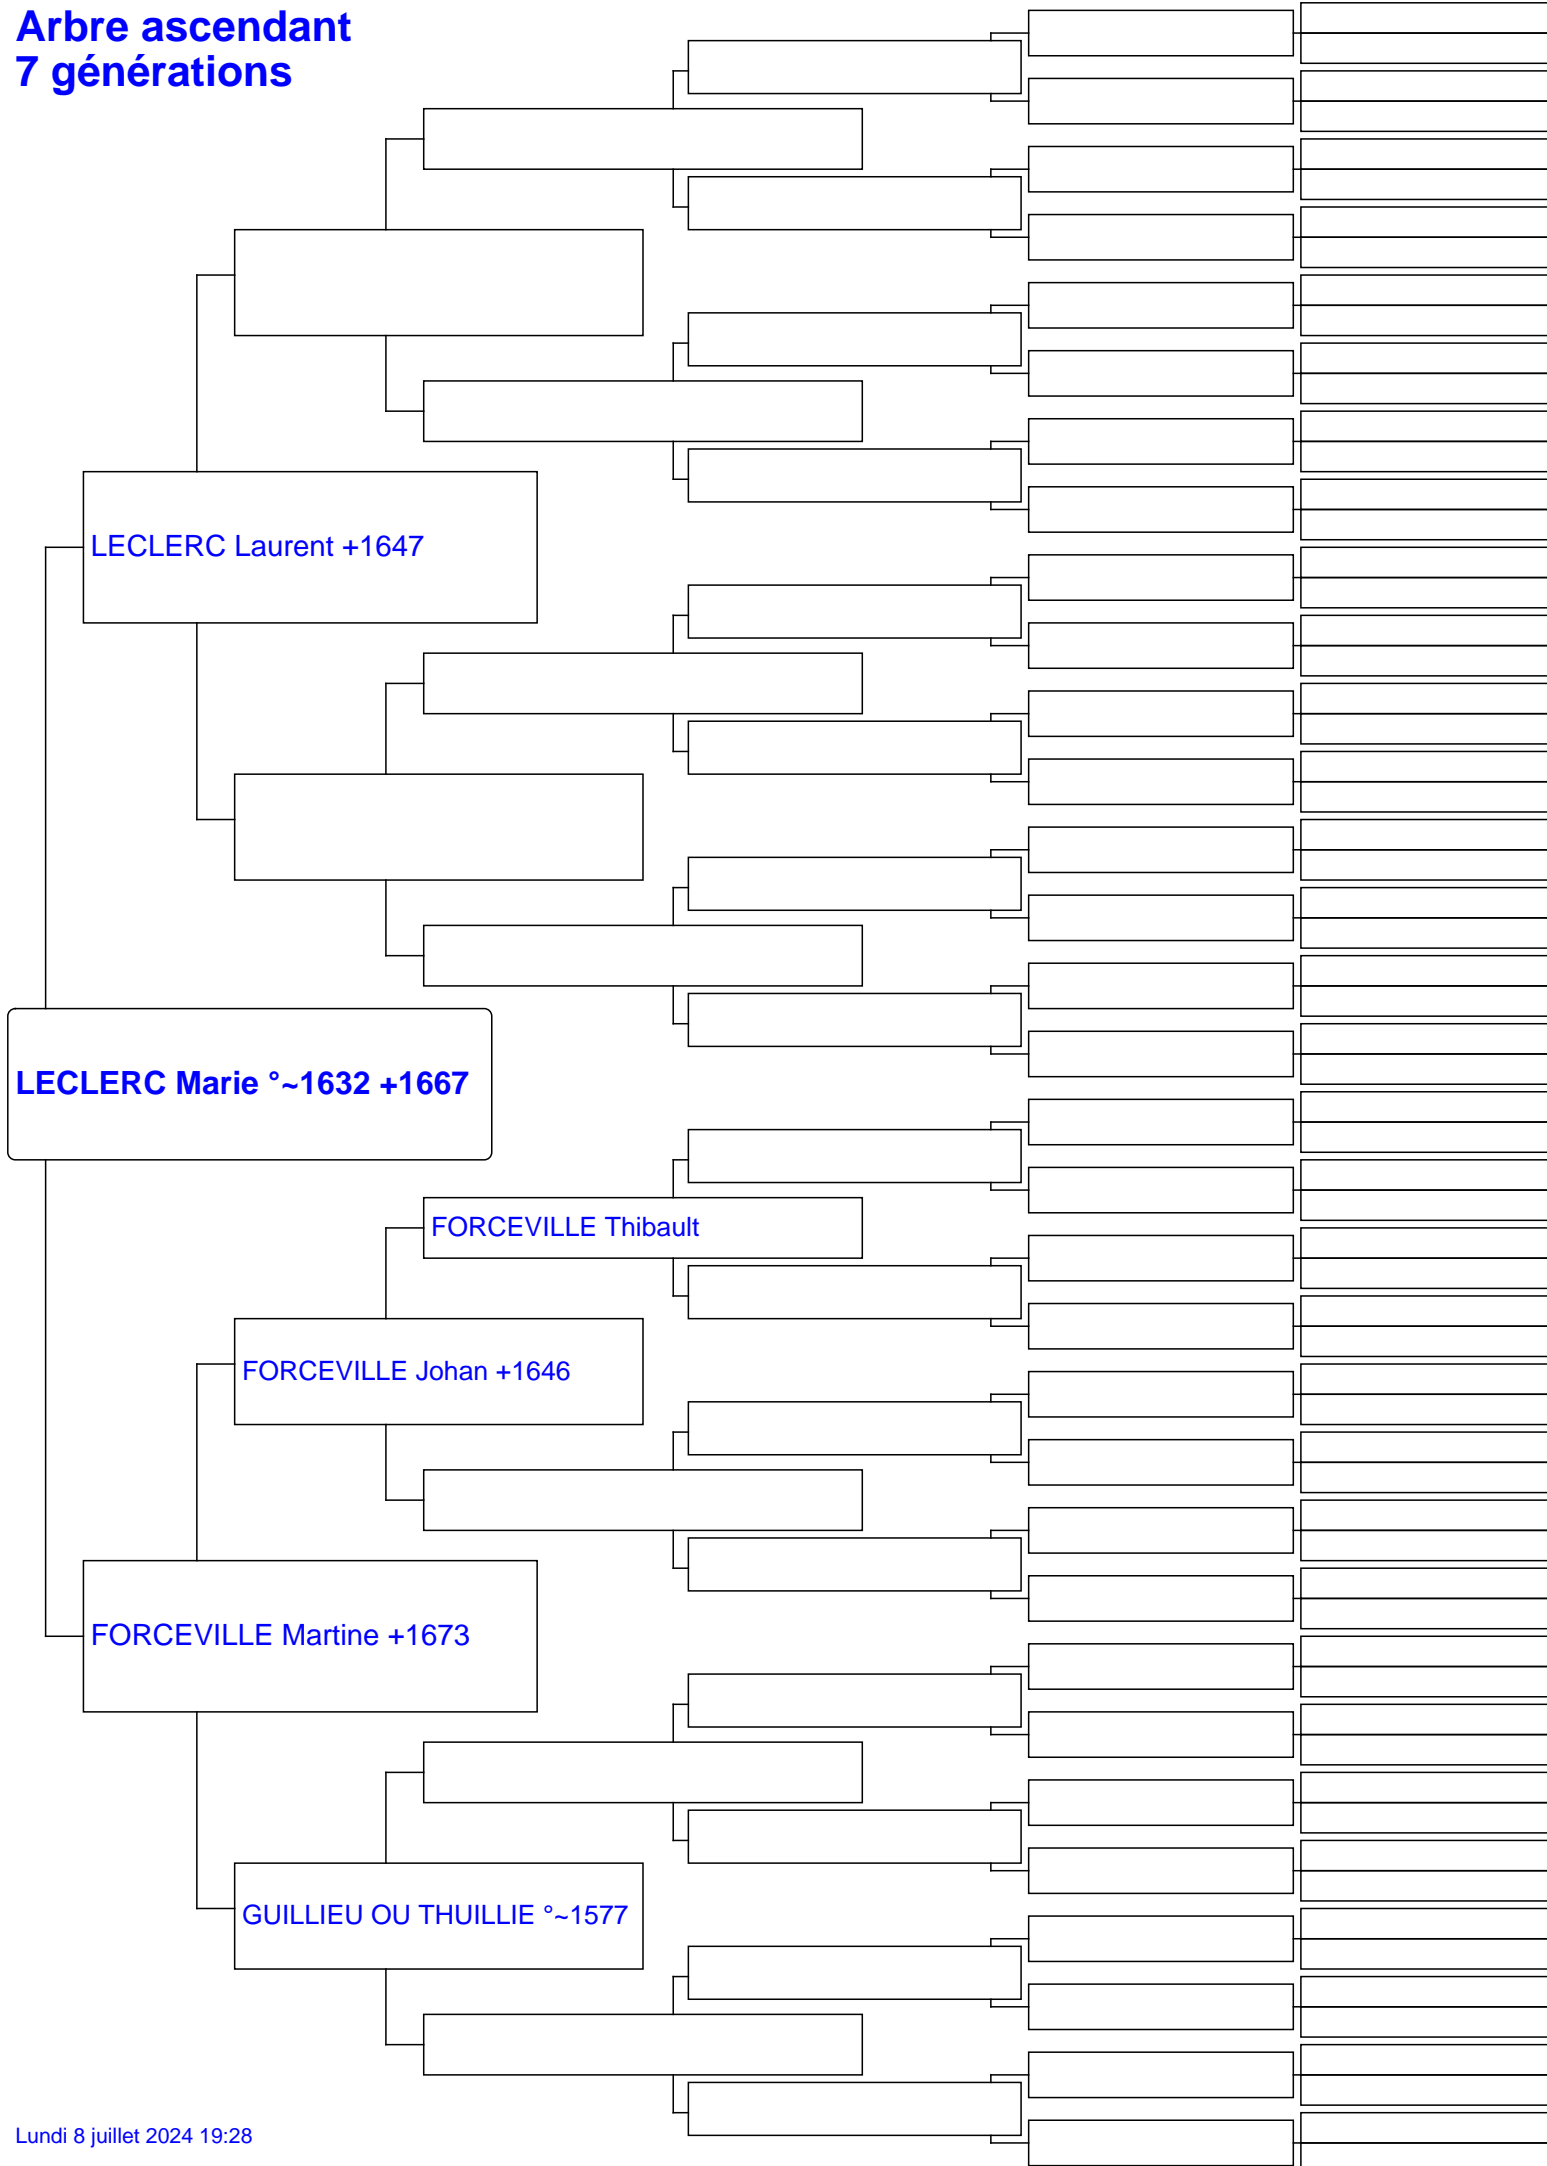 Arbre ascendant
7 générations
LECLERC Laurent +1647
LECLERC Marie °~1632 +1667
FORCEVILLE Thibault
FORCEVILLE Johan +1646
FORCEVILLE Martine +1673
GUILLIEU OU THUILLIE °~1577
Lundi 8 juillet 2024 19:28